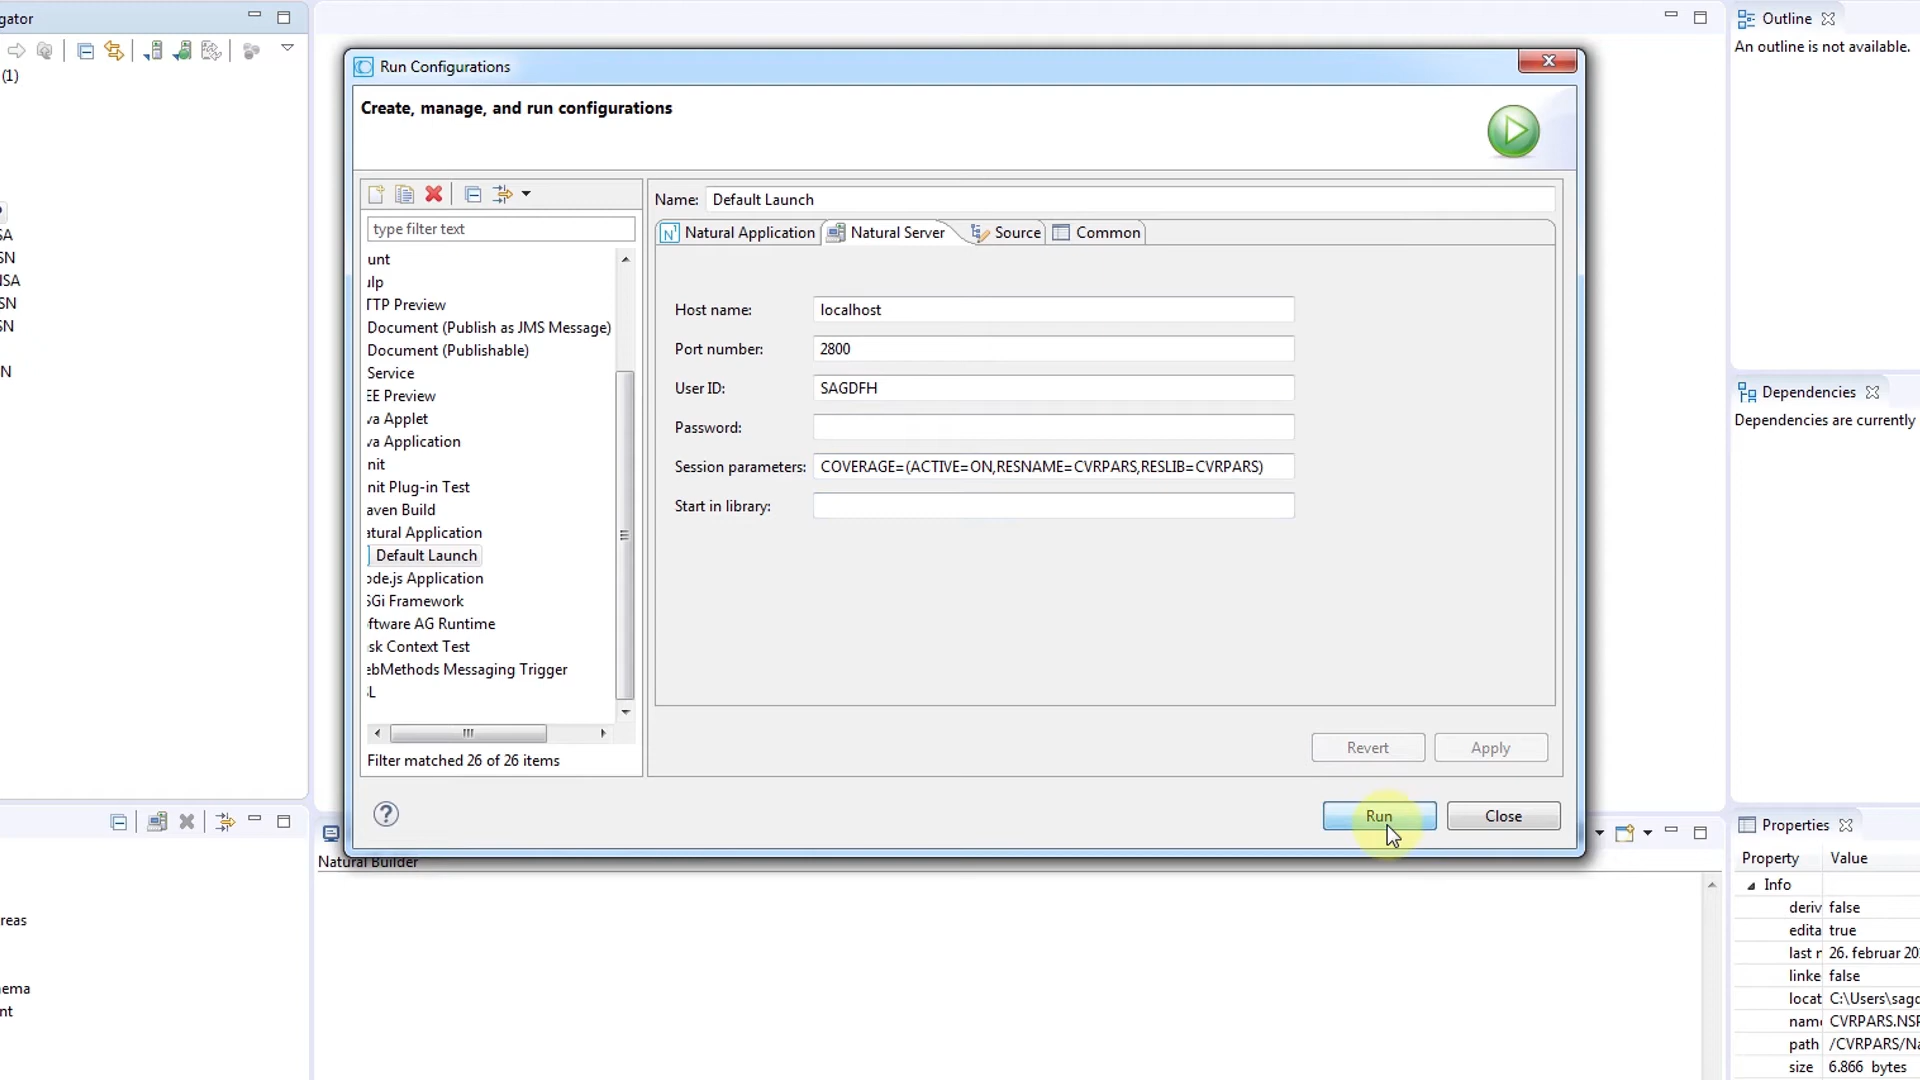 gator
(1)
SA
SN
ISA
SN
SN
N
Outline
An outline is not available.
Run Configurations
Create, manage, and run configurations
type filter text
unt
ulp
TTP Preview
Document (Publish as JMS Message)
Document (Publishable)
Service
EE Preview
va Applet
va Application
nit
nit Plug-in Test
aven Build
atural Application
Default Launch
ode.js Application
SGi Framework
oftware AG Runtime
sk Context Test
ebMethods Messaging Trigger
SL
Filter matched 26 of 26 items
Name: Default Launch
Natural Application Natural Server Source Common
Host name: localhost
Port number: 2800
User ID: SAGDFH
Password:
Session parameters: COVERAGE=(ACTIVE=ON,RESNAME=CVRPARS,RESLIB=CVRPARS)
Start in library:
Revert Apply
Run Close
Dependencies
Dependencies are currently
Natural Builder
reas
ema
nt
Properties
Property Value
Info
deriv false
edita true
last r 26. februar 20
linke false
locat C:\Users\sagd
nam CVRPARS.NSP
path /CVRPARS/Na
size 6.866 bytes